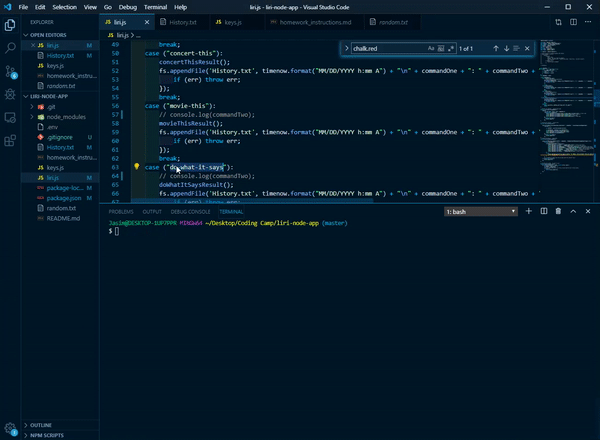 File Edit Selection View Go Debug Terminal Help
liri.js - liri-node-app - Visual Studio Code
EXPLORER
OPEN EDITORS
JS liri.js M
History.txt M
JS keys.js
homework_instru...
random.txt
LIRI-NODE-APP
.git
node_modules
.env
.gitignore U
History.txt M
homework_instru...
JS keys.js
JS liri.js M
package-loc... M
package.json M
random.txt
README.md
OUTLINE
NPM SCRIPTS
JS liri.js
History.txt
JS keys.js
homework_instructions.md
random.txt
JS liri.js > ...
chalk.red
1 of 1
49 break;
50 case ("concert-this"):
51 concertThisResult();
52 fs.appendFile('History.txt', timenow.format("MM/DD/YYYY h:mm A") + "\n" + commandOne + ": " + commandTwo +
53 if (err) throw err;
54 });
55 break;
56 case ("movie-this"):
57 // console.log(commandTwo);
58 movieThisResult();
59 fs.appendFile('History.txt', timenow.format("MM/DD/YYYY h:mm A") + "\n" + commandOne + ": " + commandTwo +
60 if (err) throw err;
61 });
62 break;
63 case ("do-what-it-says"):
64 // console.log(commandTwo);
65 doWhatItSaysResult();
66 fs.appendFile('History.txt', timenow.format("MM/DD/YYYY h:mm A") + "\n" + commandOne + ": " + commandTwo +
67 if (err) throw err;
PROBLEMS OUTPUT DEBUG CONSOLE TERMINAL
1: bash
MINGW64 ~/Desktop/Coding Camp/liri-node-app (master)
$